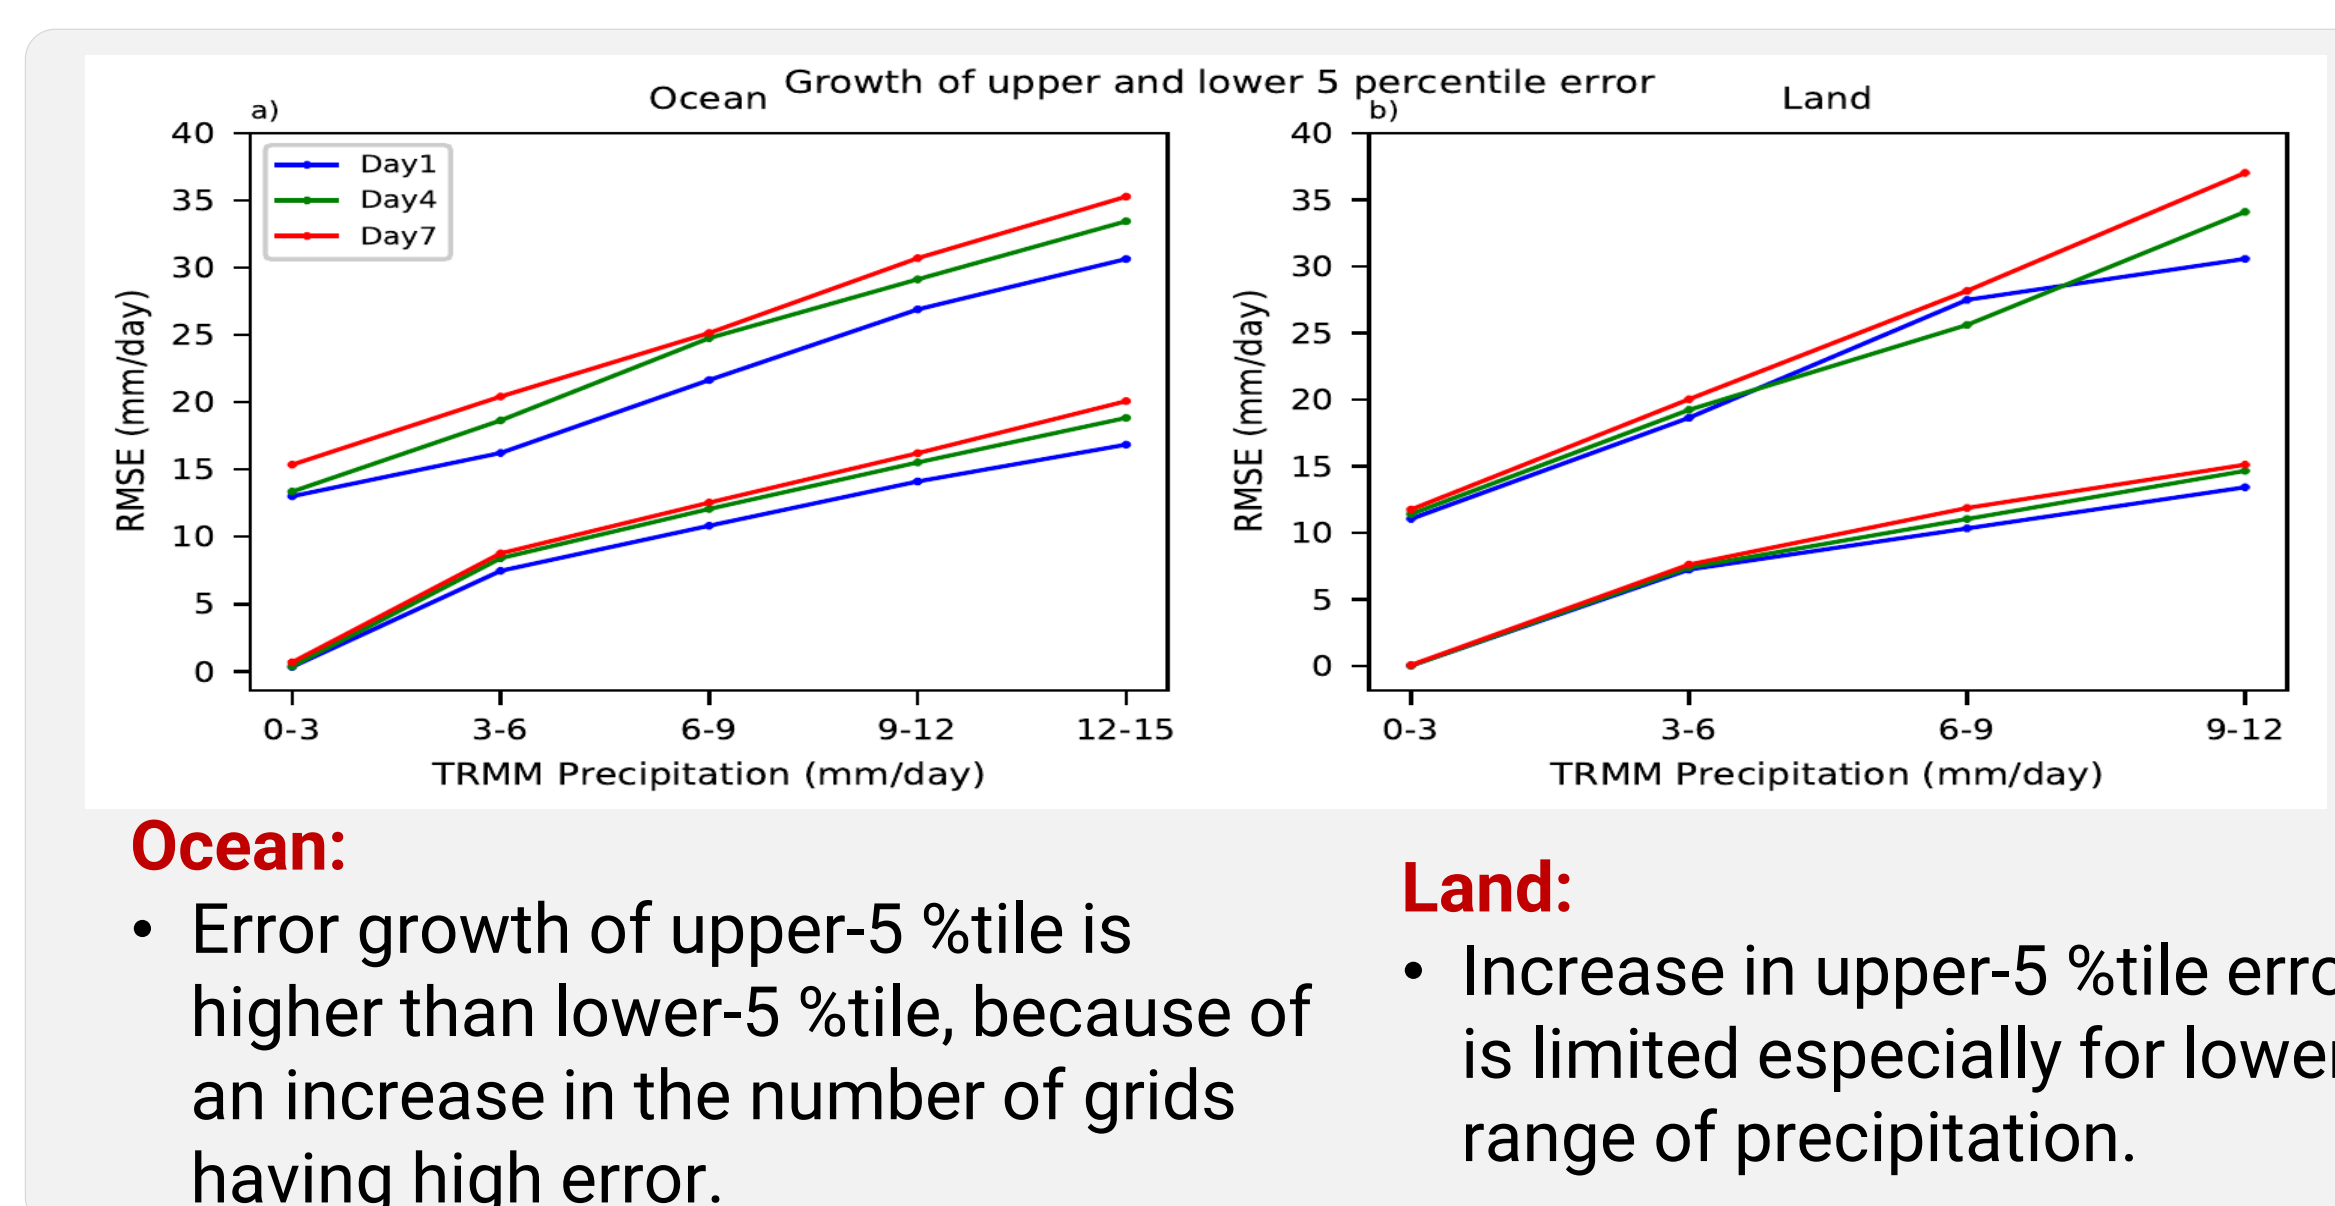 Growth of upper and lower 5 percentile error
a)
Ocean
40
35
30
25
20
15
10
5
0
RMSE (mm/day)
Day1
Day4
Day7
0-3
3-6
6-9
9-12
12-15
TRMM Precipitation (mm/day)
b)
Land
40
35
30
25
20
15
10
5
0
RMSE (mm/day)
0-3
3-6
6-9
9-12
TRMM Precipitation (mm/day)
Ocean:
• Error growth of upper-5 %tile is
higher than lower-5 %tile, because of
an increase in the number of grids
having high error.
Land:
• Increase in upper-5 %tile erro
is limited especially for lower
range of precipitation.